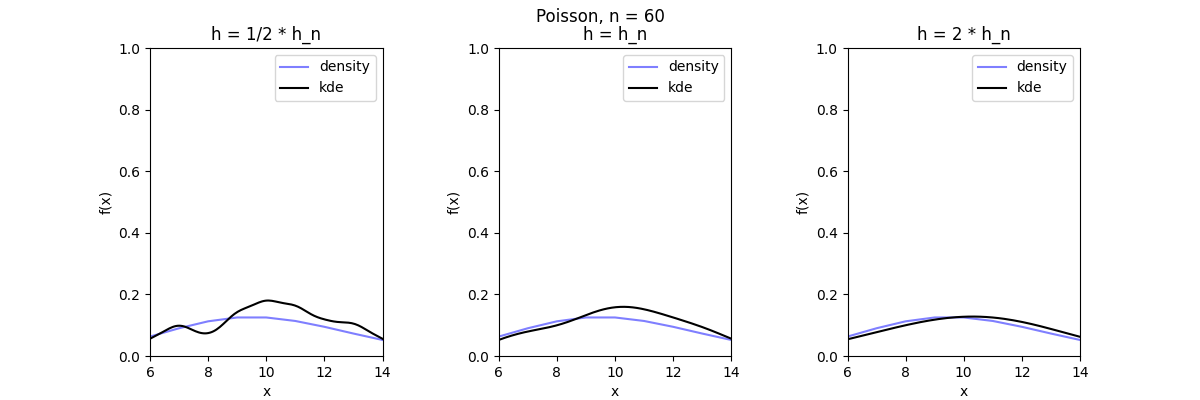 Poisson, n = 60
h = 1/2 * h_n
density
kde
f(x)
1.0
0.8
0.6
0.4
0.2
0.0
6 8 10 12 14
x
h = h_n
density
kde
f(x)
1.0
0.8
0.6
0.4
0.2
0.0
6 8 10 12 14
x
h = 2 * h_n
density
kde
f(x)
1.0
0.8
0.6
0.4
0.2
0.0
6 8 10 12 14
x